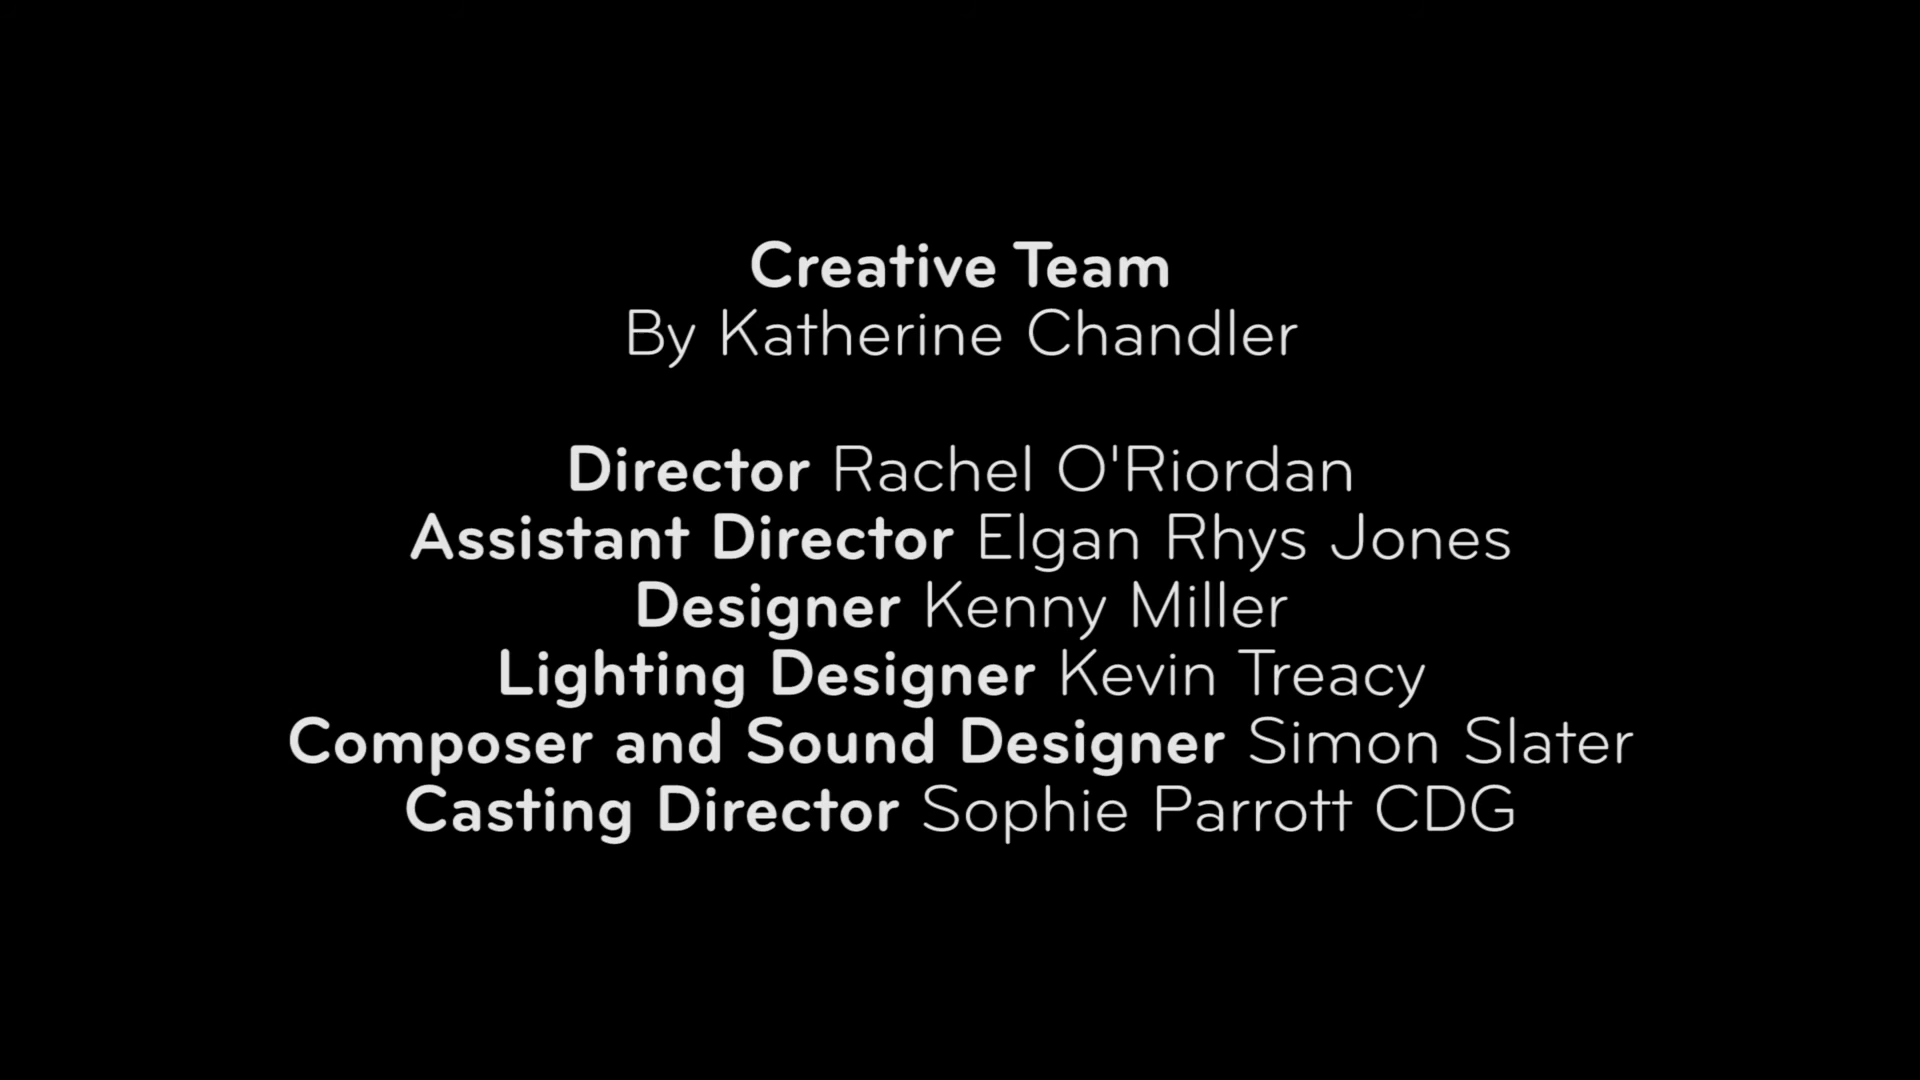 Creative Team
By Katherine Chandler
Director Rachel O'Riordan
Assistant Director Elgan Rhys Jones
Designer Kenny Miller
Lighting Designer Kevin Treacy
Composer and Sound Designer Simon Slater
Casting Director Sophie Parrott CDG